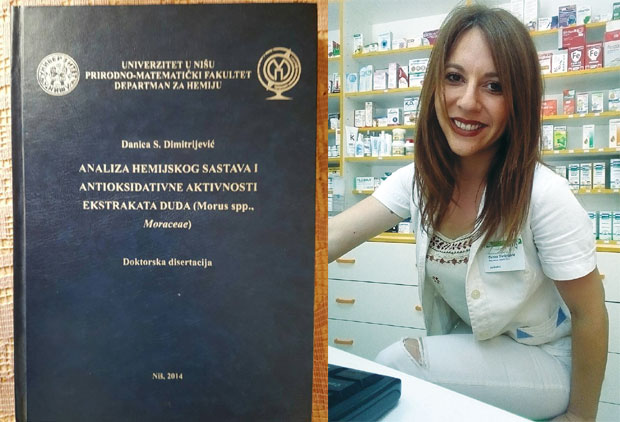 UNIVERZITET U NIŠU
PRIRODNO-MATEMATIČKI FAKULTET
DEPARTMAN ZA HEMIJU
Danica S. Dimitrijević
ANALIZA HEMIJSKOG SASTAVA I
ANTIOKSIDATIVNE AKTIVNOSTI
EKSTRAKATA DUDA (Morus spp.,
Moraceae)
Doktorska disertacija
Niš, 2014